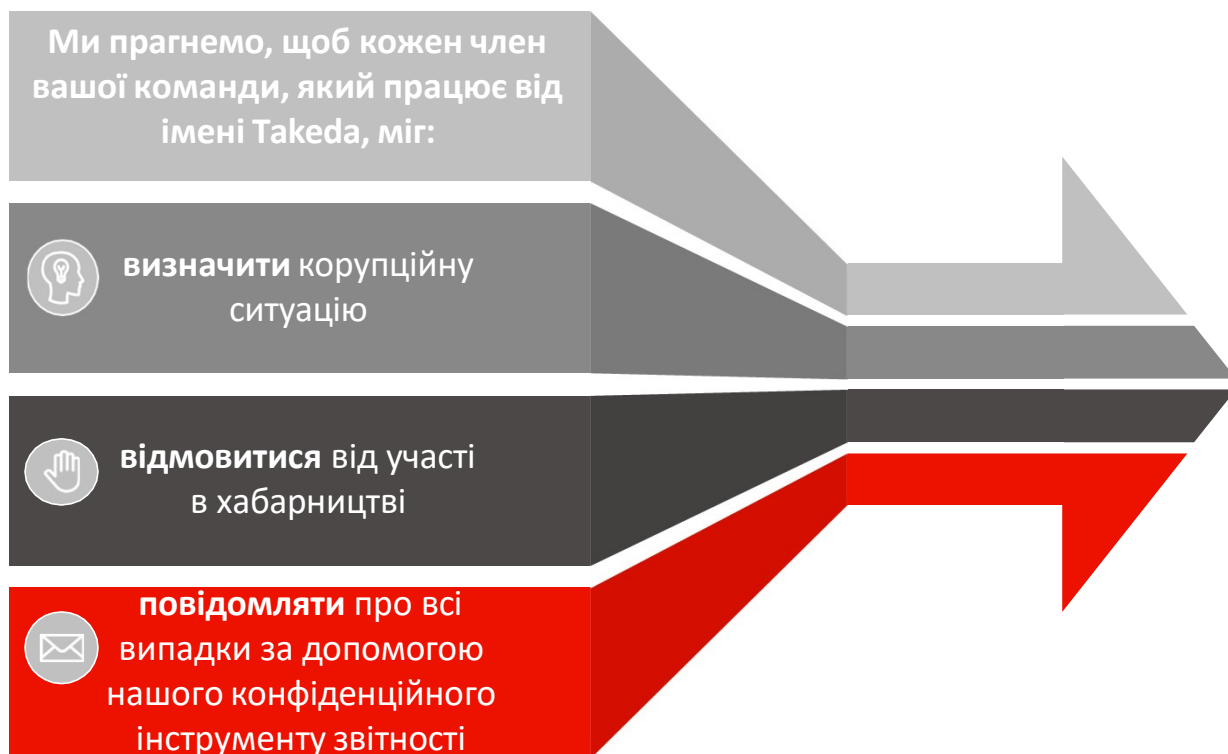 Ми прагнемо, щоб кожен член
вашої команди, який працює від
імені Takeda, міг:
визначити корупційну
ситуацію
відмовитися від участі
в хабарництві
повідомляти про всі
випадки за допомогою
нашого конфіденційного
інструменту звітності